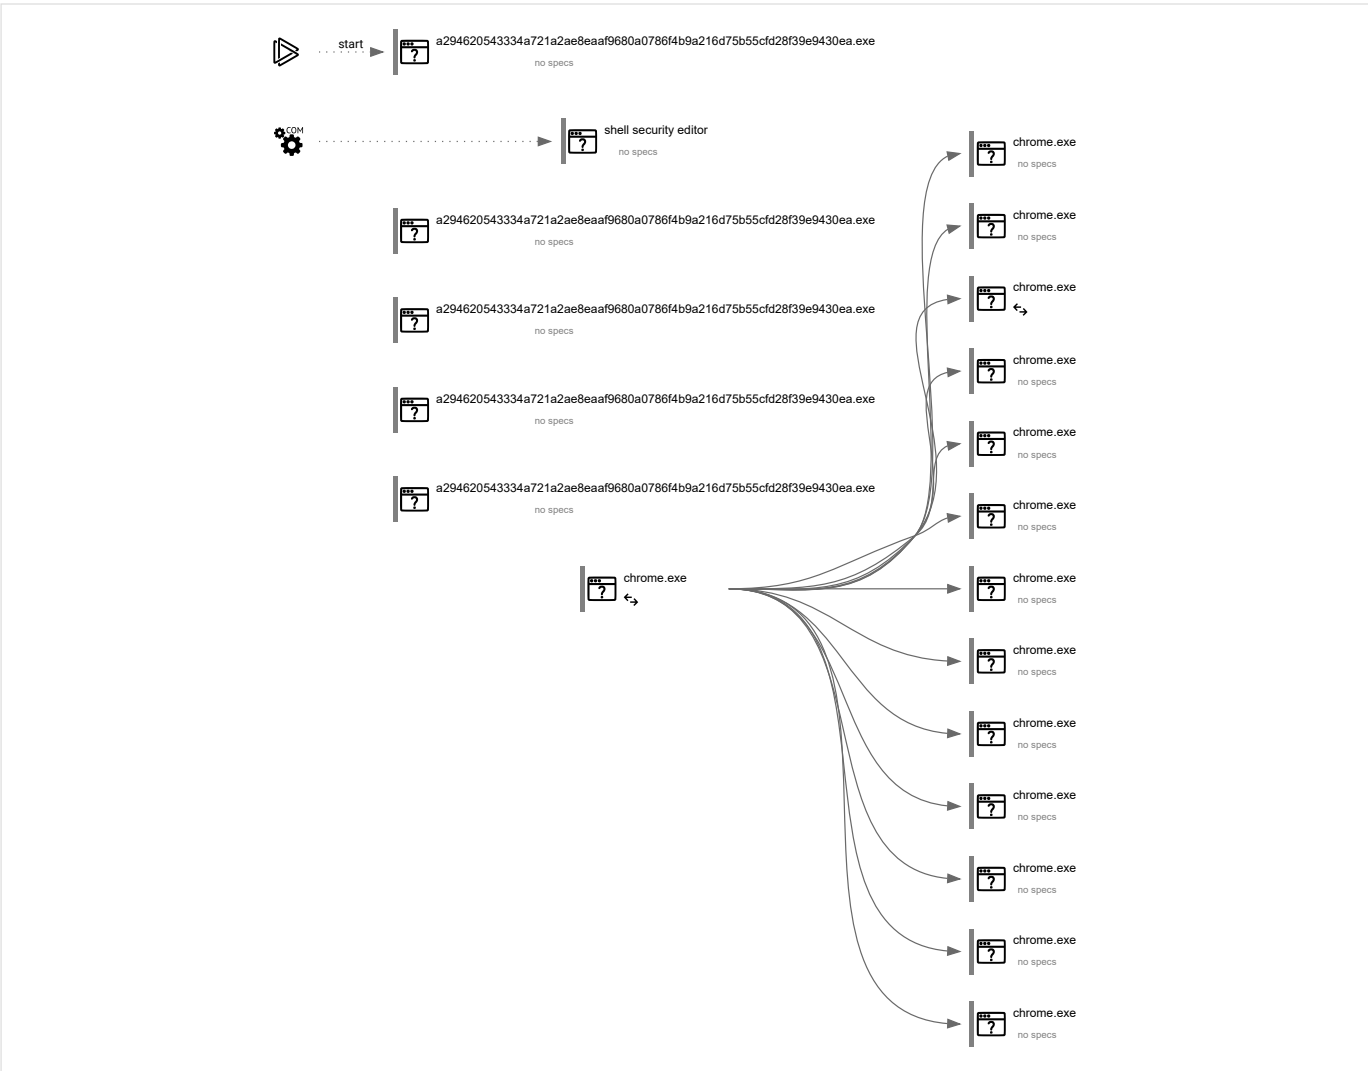 start
a294620543334a721a2ae8eaaf9680a0786f4b9a216d75b55cfd28f39e9430ea.exe
no specs
COM
shell security editor
no specs
a294620543334a721a2ae8eaaf9680a0786f4b9a216d75b55cfd28f39e9430ea.exe
no specs
a294620543334a721a2ae8eaaf9680a0786f4b9a216d75b55cfd28f39e9430ea.exe
no specs
a294620543334a721a2ae8eaaf9680a0786f4b9a216d75b55cfd28f39e9430ea.exe
no specs
a294620543334a721a2ae8eaaf9680a0786f4b9a216d75b55cfd28f39e9430ea.exe
no specs
chrome.exe
chrome.exe
no specs
chrome.exe
no specs
chrome.exe
chrome.exe
no specs
chrome.exe
no specs
chrome.exe
no specs
chrome.exe
no specs
chrome.exe
no specs
chrome.exe
no specs
chrome.exe
no specs
chrome.exe
no specs
chrome.exe
no specs
chrome.exe
no specs